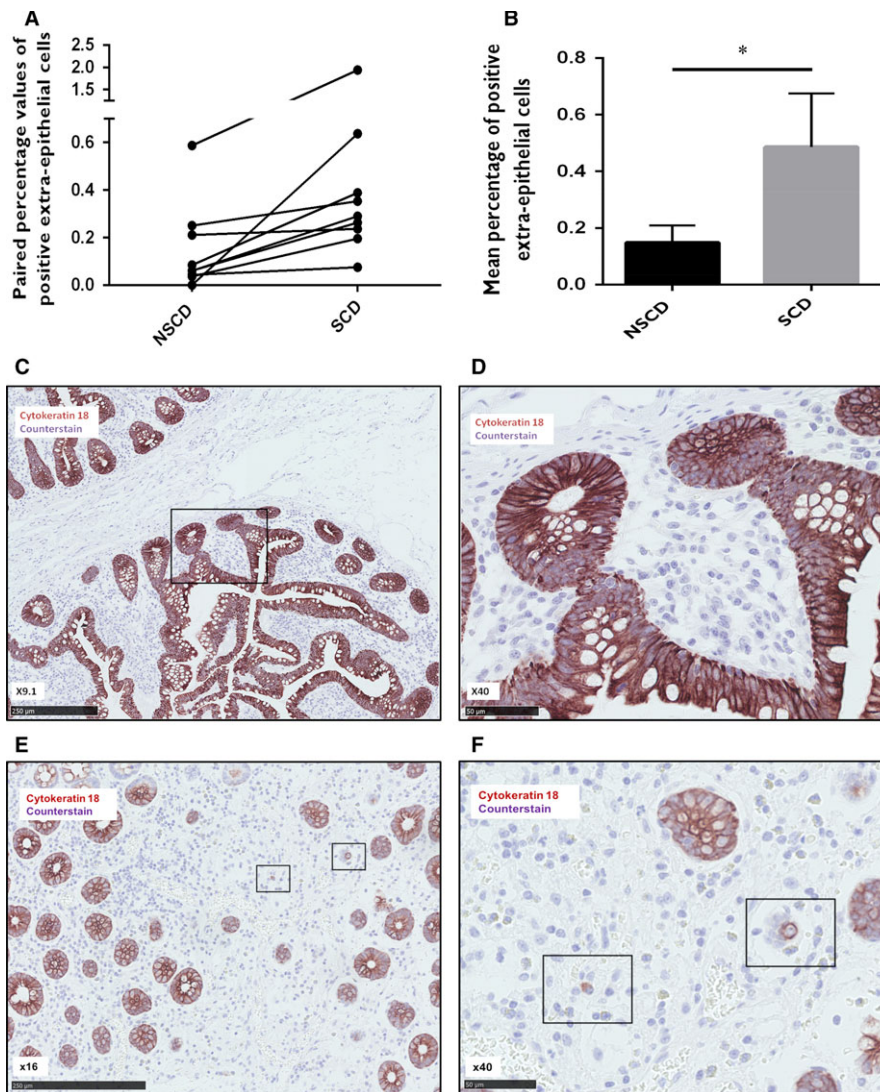 A
Paired percentage values of
positive extra-epithelial cells
2.5
2.0
1.5
0.6
0.4
0.2
0.0
NSCD
SCD
B
Mean percentage of positive
extra-epithelial cells
0.8
0.6
0.4
0.2
0.0
*
NSCD
SCD
C
Cytokeratin 18
Counterstain
X9.1
250 µm
D
Cytokeratin 18
Counterstain
X40
50 µm
E
Cytokeratin 18
Counterstain
x16
250 µm
F
Cytokeratin 18
Counterstain
x40
50 µm